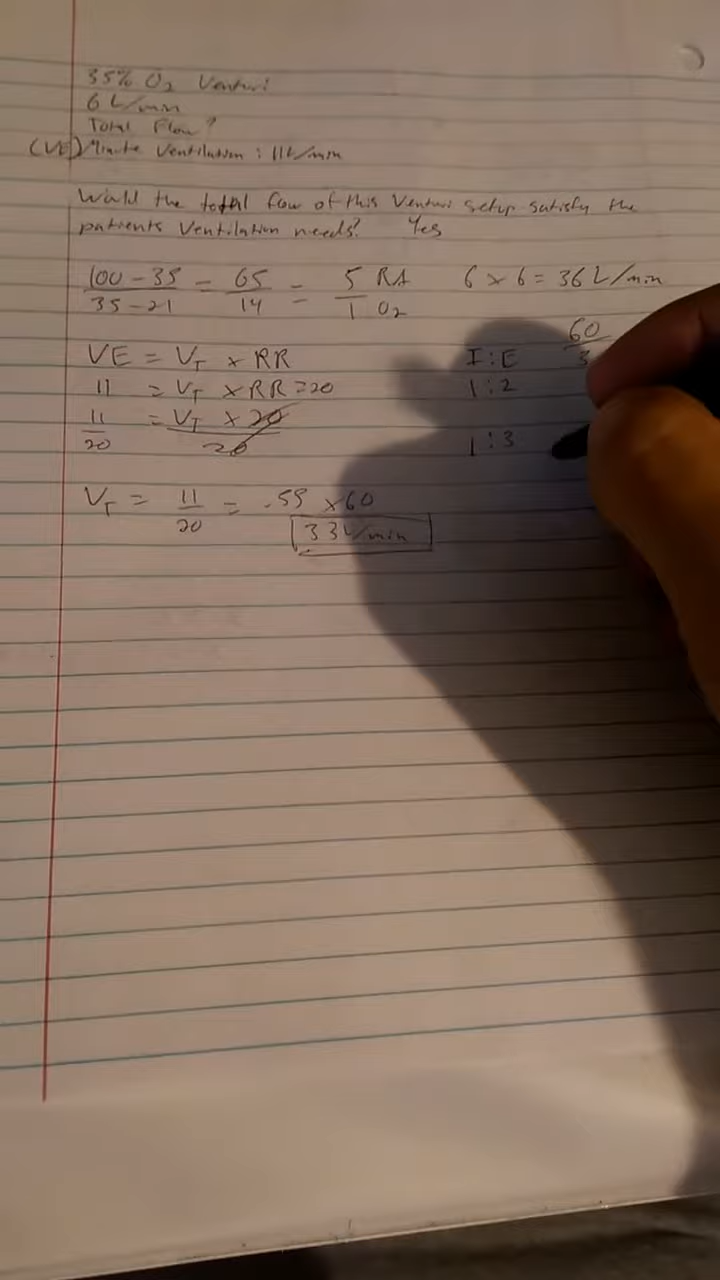 35% O2 Venturi
6 L/min
Total Flow?
(VE) Minute Ventilation : 11L/min
Would the total flow of this Venturi setup satisfy the
patients Ventilation needs? Yes
100 - 35 / 35 - 21 = 65 / 14 = 5 RA / 1 O2 6 x 6 = 36 L/min
60 / 3
VE = VT x RR I:E
11 = VT x RR = 20 1:2
11 / 20 = VT x 20 / 20 1:3
VT = 11 / 20 = .55 x 60
33L/min